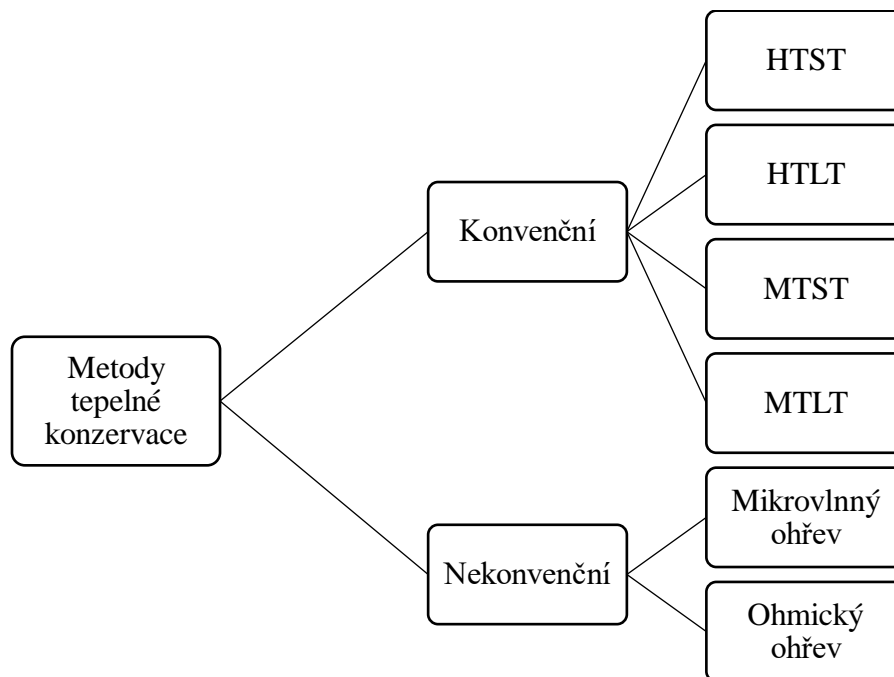 Metody
tepelné
konzervace
Konvenční
HTST
HTLT
MTST
MTLT
Nekonvenční
Mikrovlnný
ohřev
Ohmický
ohřev